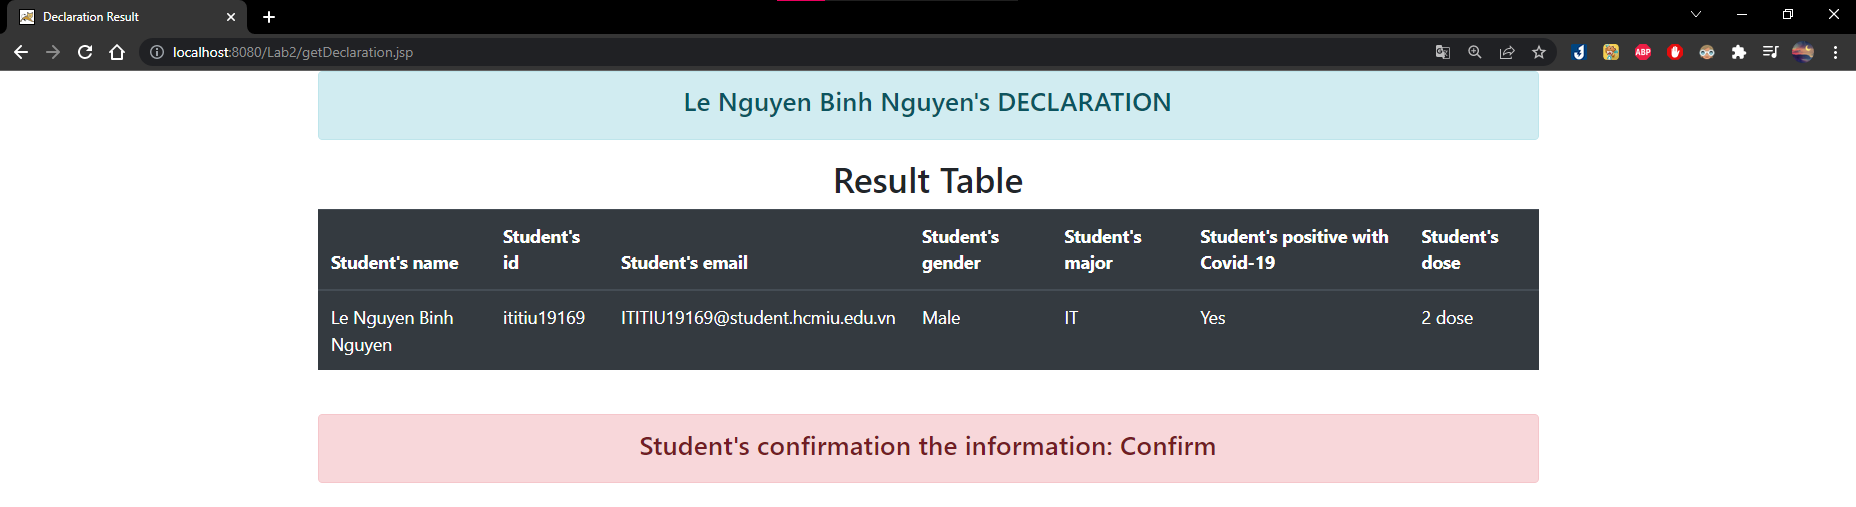 Declaration Result
localhost:8080/Lab2/getDeclaration.jsp
ABP
Le Nguyen Binh Nguyen's DECLARATION
Result Table
Student's name Student's id Student's email Student's gender Student's major Student's positive with Covid-19 Student's dose
Le Nguyen Binh Nguyen ititiu19169 ITITIU19169@student.hcmiu.edu.vn Male IT Yes 2 dose
Student's confirmation the information: Confirm